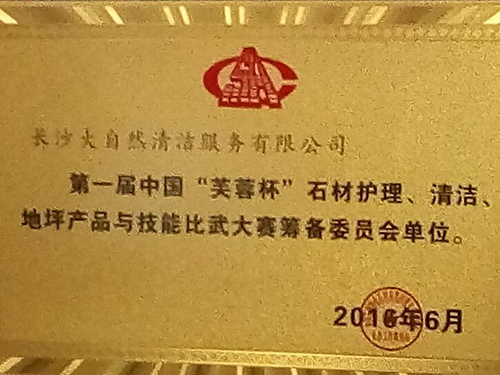 长沙大自然清洁服务有限公司
第一届中国“芙蓉杯”石材护理、清洁、
地坪产品与技能比武大赛筹备委员会单位。
2016年6月